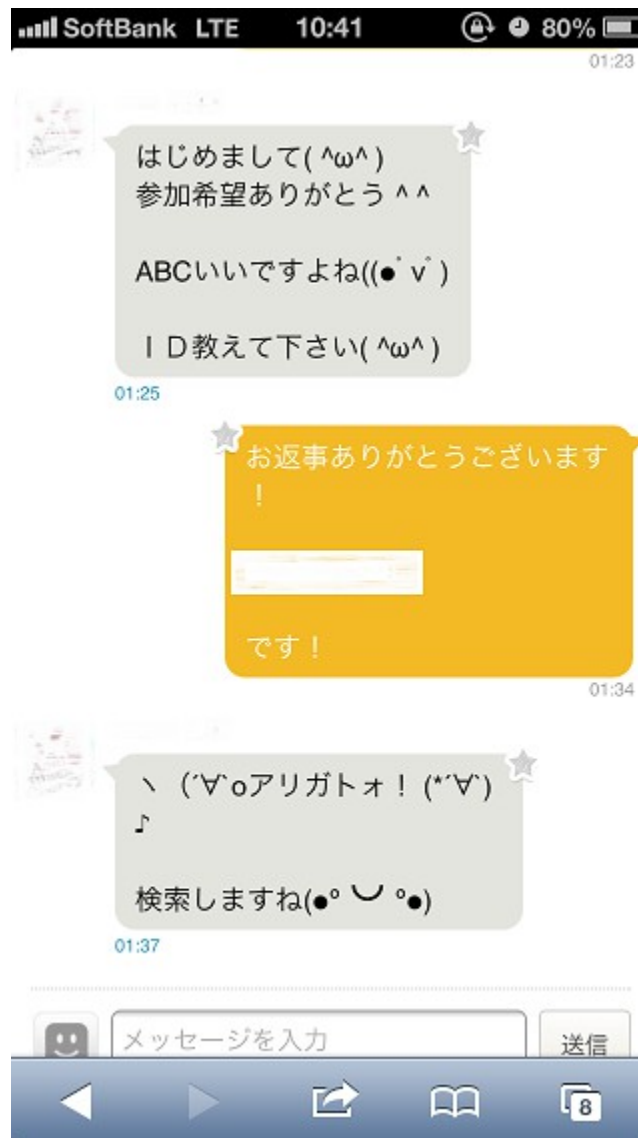 SoftBank LTE 10:41 80%
01:23
はじめまして( ^ω^ )
参加希望ありがとう ^ ^
ABCいいですよね((●ﾟvﾟ)
ＩＤ教えて下さい( ^ω^ )
01:25
お返事ありがとうございます
！
です！
01:34
ヽ（´∀`oアリガトォ！(*´∀`)
♪
検索しますね(●° ╰╯ °●)
01:37
メッセージを入力
送信
8